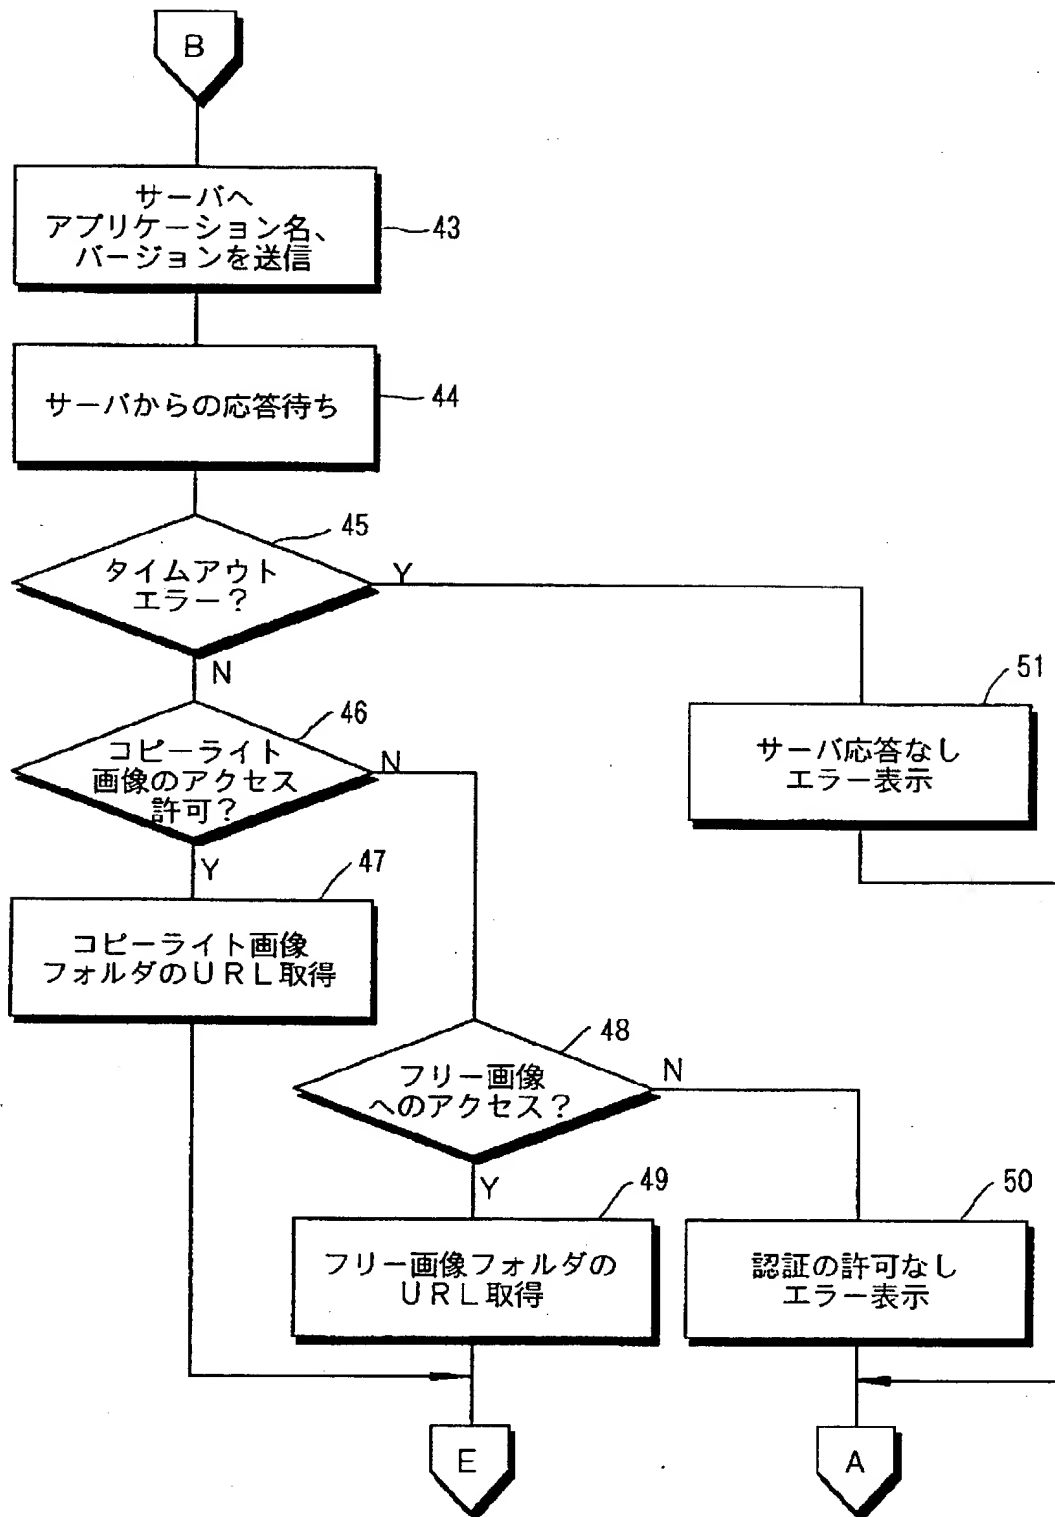 B
サーバへ
アプリケーション名、
バージョンを送信
43
サーバからの応答待ち
44
45
タイムアウト
エラー？
Y
N
51
サーバ応答なし
エラー表示
46
コピーライト
画像のアクセス
許可？
N
Y
47
コピーライト画像
フォルダのＵＲＬ取得
48
フリー画像
へのアクセス？
N
Y
49
フリー画像フォルダの
ＵＲＬ取得
50
認証の許可なし
エラー表示
E
A